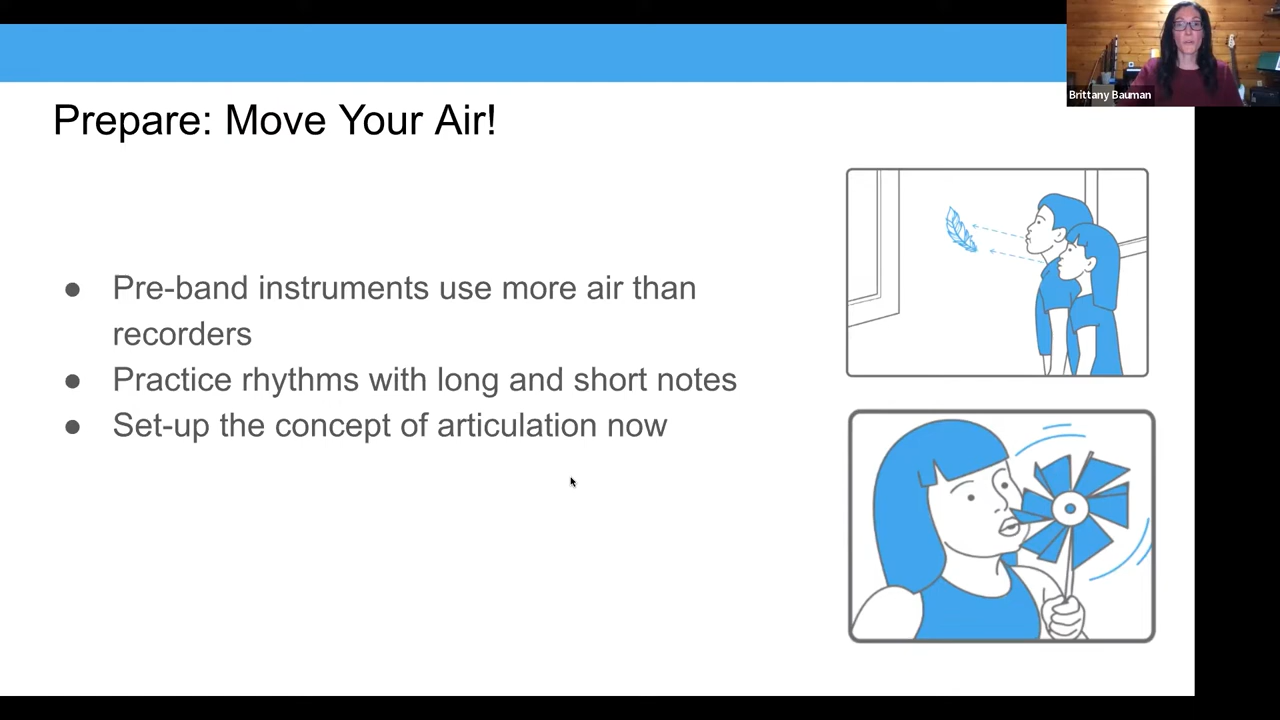 Brittany Bauman
Prepare: Move Your Air!
● Pre-band instruments use more air than
recorders
● Practice rhythms with long and short notes
● Set-up the concept of articulation now